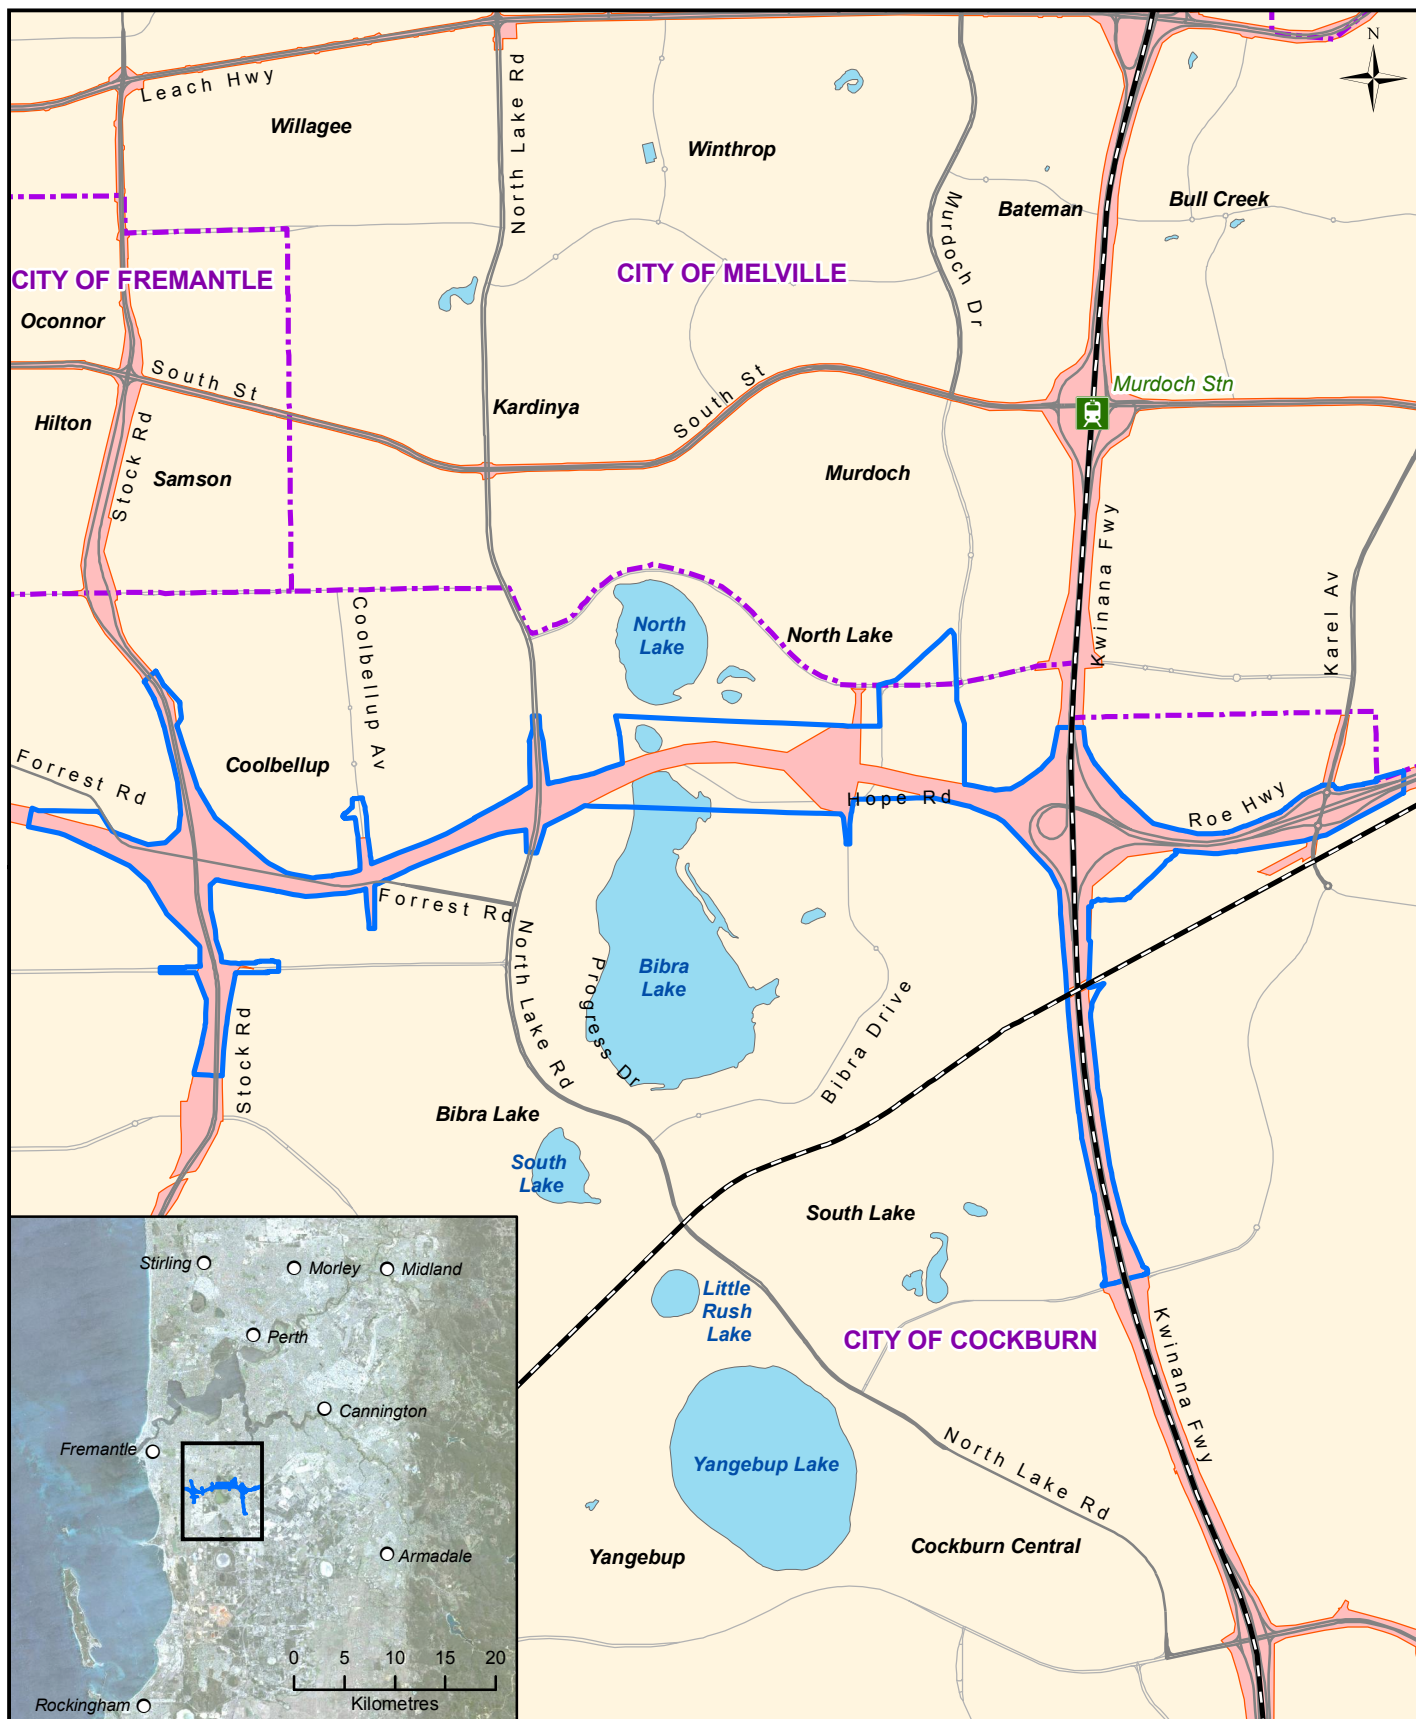 N
Leach Hwy
North Lake Rd
Willagee
Winthrop
Murdoch Dr
Bateman
Bull Creek
CITY OF FREMANTLE
CITY OF MELVILLE
Oconnor
South St
South St
Murdoch Stn
Hilton
Stock Rd
Kardinya
Samson
Murdoch
Kwinana Fwy
Karel Av
Coolbellup Av
North
Lake
North Lake
Forrest Rd
Coolbellup
Hope Rd
Roe Hwy
Forrest Rd
North Lake Rd
Progress Dr
Bibra
Lake
Bibra Drive
Stock Rd
Bibra Lake
South
Lake
South Lake
Little
Rush
Lake
CITY OF COCKBURN
Kwinana Fwy
Yangebup Lake
North Lake Rd
Yangebup
Cockburn Central
Stirling
Morley
Midland
Perth
Cannington
Fremantle
Armadale
0 5 10 15 20
Kilometres
Rockingham